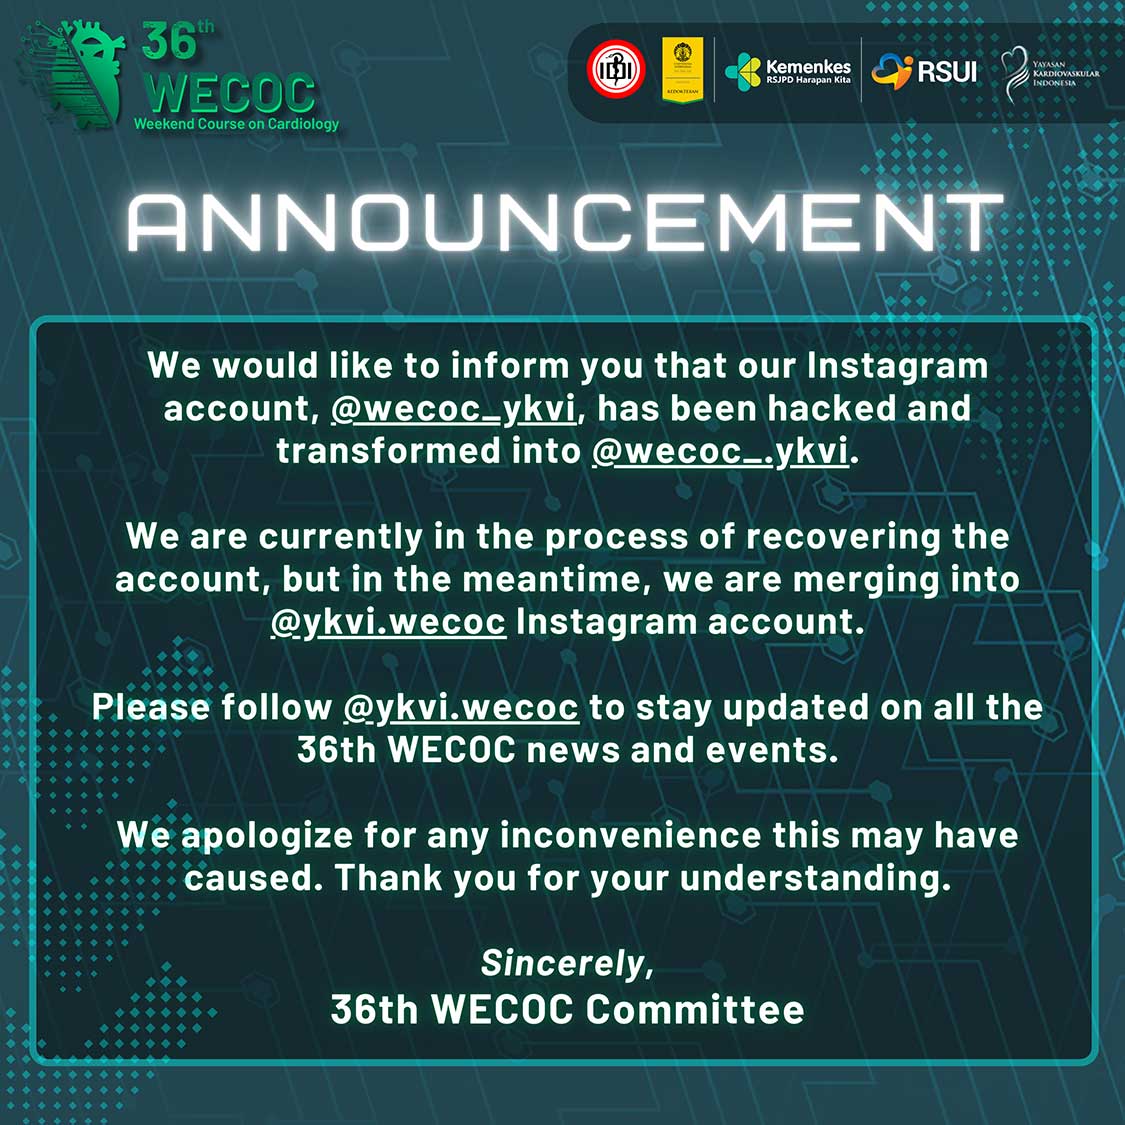 36th
WECOC
Weekend Course on Cardiology
IDI
KEDOKTERAN
Kemenkes
RSJPD Harapan Kita
RSUI
YAYASAN
KARDIOVASKULAR
INDONESIA
ANNOUNCEMENT
We would like to inform you that our Instagram
account, @wecoc_ykvi, has been hacked and
transformed into @wecoc_.ykvi.
We are currently in the process of recovering the
account, but in the meantime, we are merging into
@ykvi.wecoc Instagram account.
Please follow @ykvi.wecoc to stay updated on all the
36th WECOC news and events.
We apologize for any inconvenience this may have
caused. Thank you for your understanding.
Sincerely,
36th WECOC Committee